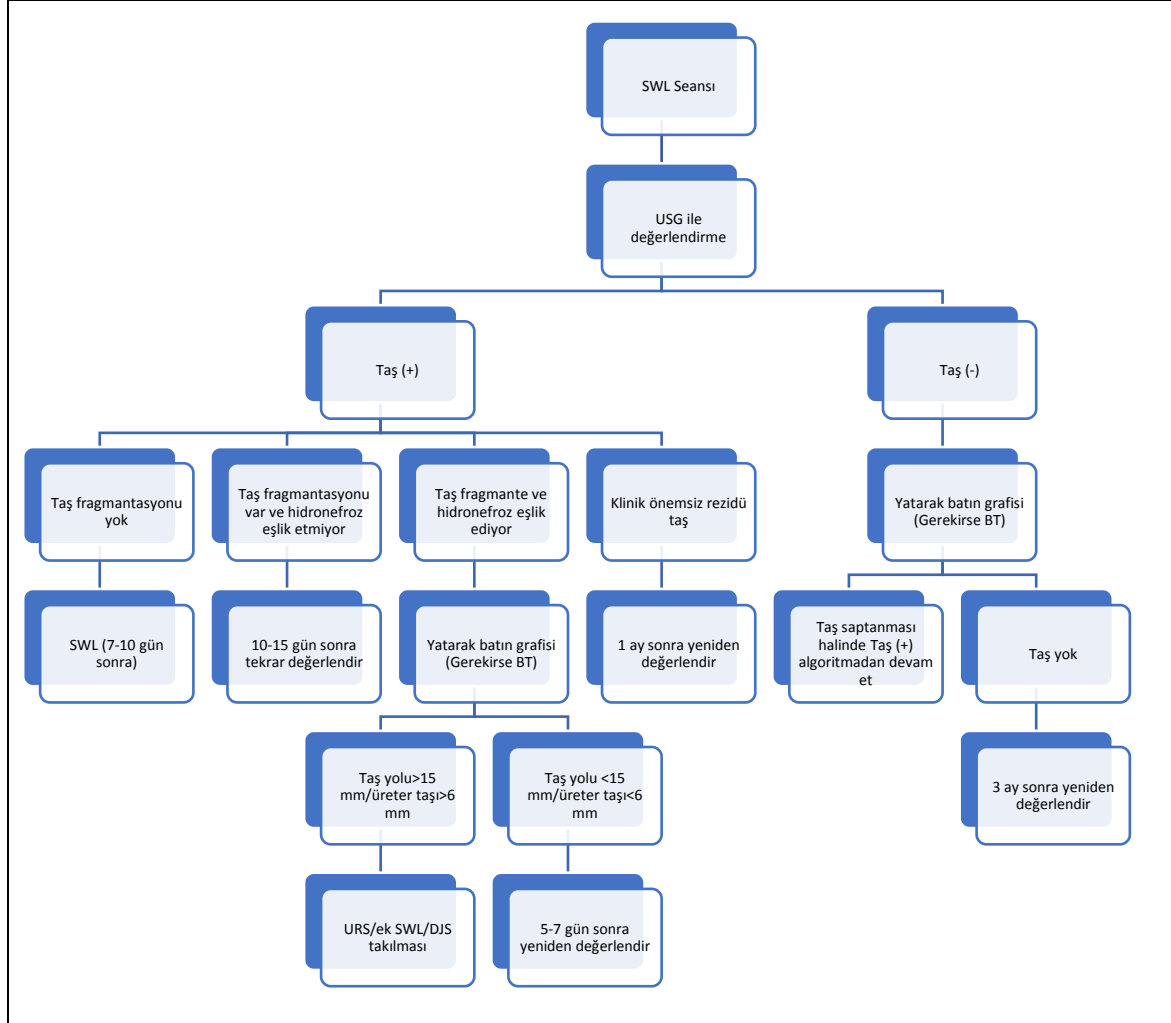 SWL Seansı
USG ile
değerlendirme
Taş (+)
Taş (-)
Taş fragmantasyonu
yok
Taş fragmantasyonu
var ve hidronefroz
eşlik etmiyor
Taş fragmante ve
hidronefroz eşlik
ediyor
Klinik önemsiz rezidü
taş
Yatarak batın grafisi
(Gerekirse BT)
SWL (7-10 gün
sonra)
10-15 gün sonra
tekrar değerlendir
Yatarak batın grafisi
(Gerekirse BT)
1 ay sonra yeniden
değerlendir
Taş saptanması
halinde Taş (+)
algoritmadan devam
et
Taş yok
Taş yolu>15
mm/üreter taşı>6
mm
Taş yolu <15
mm/üreter taşı<6
mm
3 ay sonra yeniden
değerlendir
URS/ek SWL/DJS
takılması
5-7 gün sonra
yeniden değerlendir